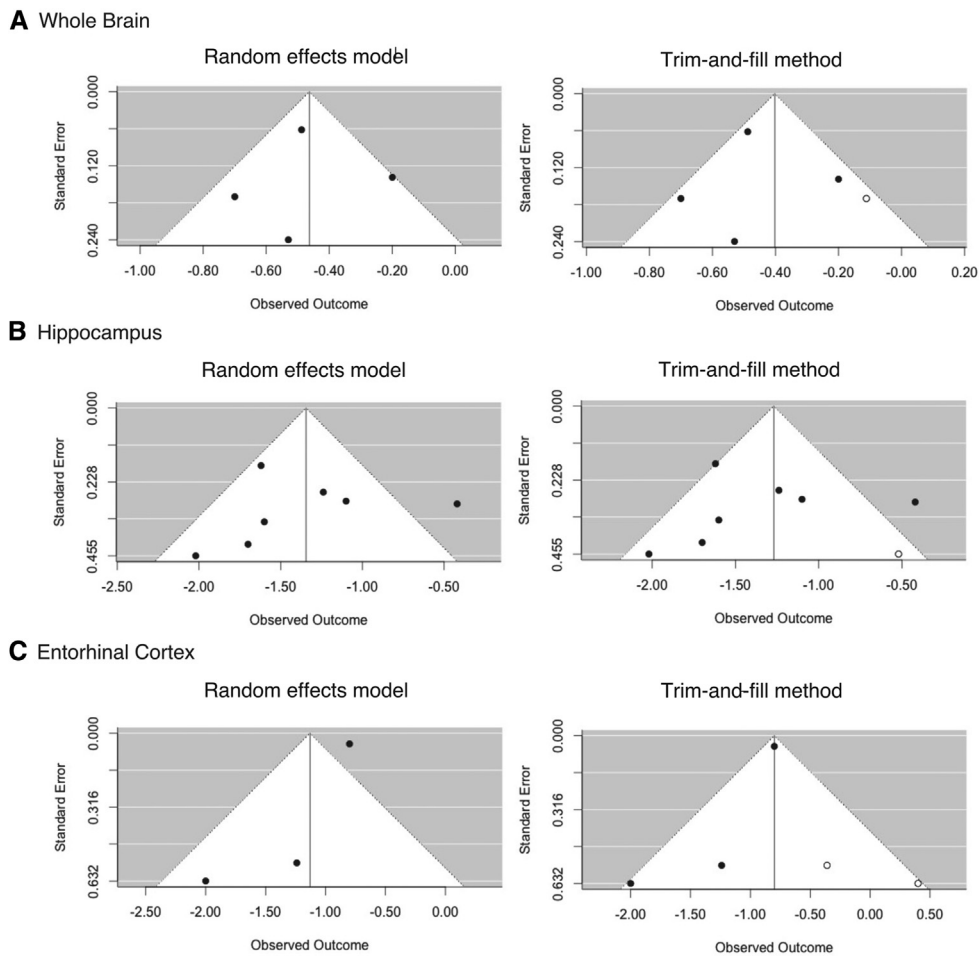 A Whole Brain
Random effects model
Standard Error
0.000
0.120
0.240
-1.00 -0.80 -0.60 -0.40 -0.20 0.00
Observed Outcome
Trim-and-fill method
Standard Error
0.000
0.120
0.240
-1.00 -0.80 -0.60 -0.40 -0.20 -0.00 0.20
Observed Outcome
B Hippocampus
Random effects model
Standard Error
0.000
0.228
0.455
-2.50 -2.00 -1.50 -1.00 -0.50
Observed Outcome
Trim-and-fill method
Standard Error
0.000
0.228
0.455
-2.00 -1.50 -1.00 -0.50
Observed Outcome
C Entorhinal Cortex
Random effects model
Standard Error
0.000
0.316
0.632
-2.50 -2.00 -1.50 -1.00 -0.50 0.00
Observed Outcome
Trim-and-fill method
Standard Error
0.000
0.316
0.632
-2.00 -1.50 -1.00 -0.50 0.00 0.50
Observed Outcome